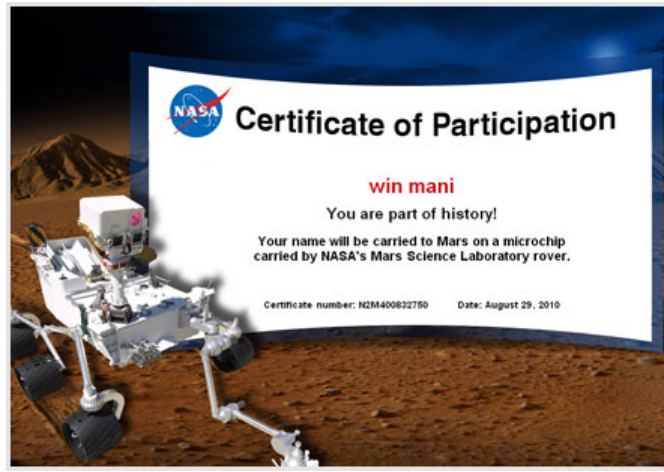 NASA
Certificate of Participation
win mani
You are part of history!
Your name will be carried to Mars on a microchip
carried by NASA's Mars Science Laboratory rover.
Certificate number: N2M400832750 Date: August 29, 2010